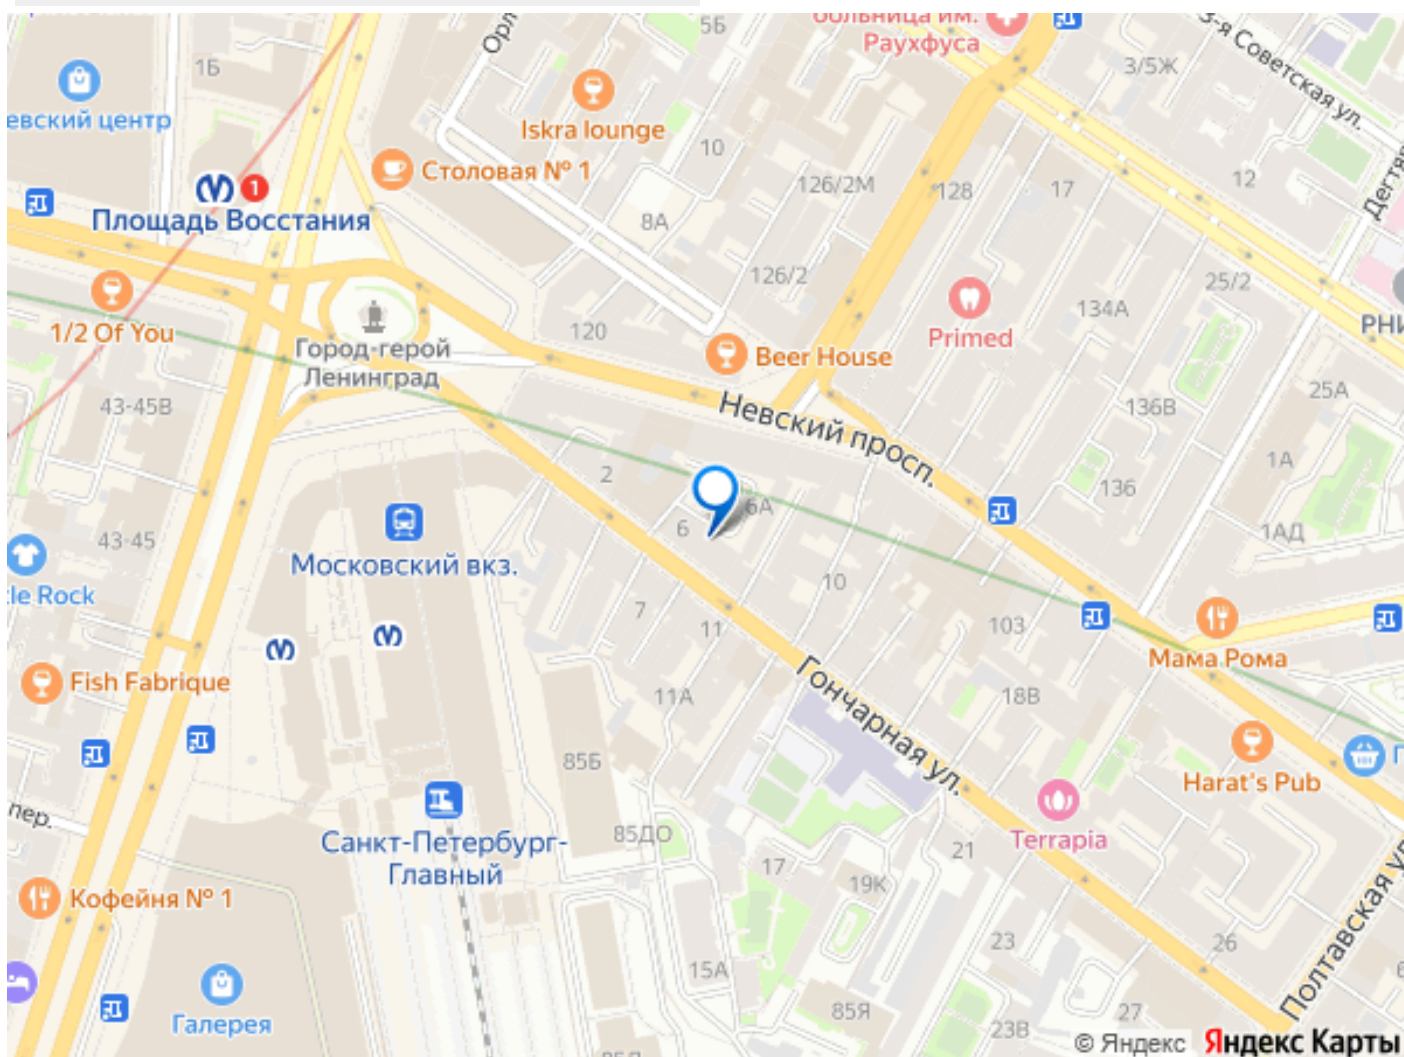 5Б
больница им.
Раухфуса
3-я Советская ул.
3/5Ж
1Б
евский центр
Iskra lounge
10
Столовая № 1
126/2М
128
17
12
1
Площадь Восстания
8А
126/2
25/2
134А
1/2 Of You
120
Primed
Город-герой
Ленинград
Beer House
25А
43-45В
Невский просп.
136В
1А
2
136
6А
6
1АД
43-45
Московский вкз.
10
le Rock
7
11
103
Мама Рома
Fish Fabrique
11А
Гончарная ул.
18В
85Б
Harat's Pub
пер.
Санкт-Петербург-
Главный
85ДО
Terrapia
21
17
19К
Кофейня № 1
Полтавская ул.
23
26
15А
85Я
27
23В
Галерея
© Яндекс Яндекс Карты